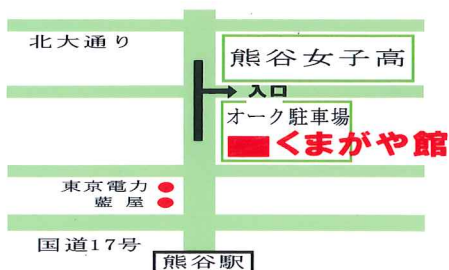 北大通り
熊谷女子高
入口
オーク駐車場
くまがや館
東京電力
藍屋
国道17号
熊谷駅